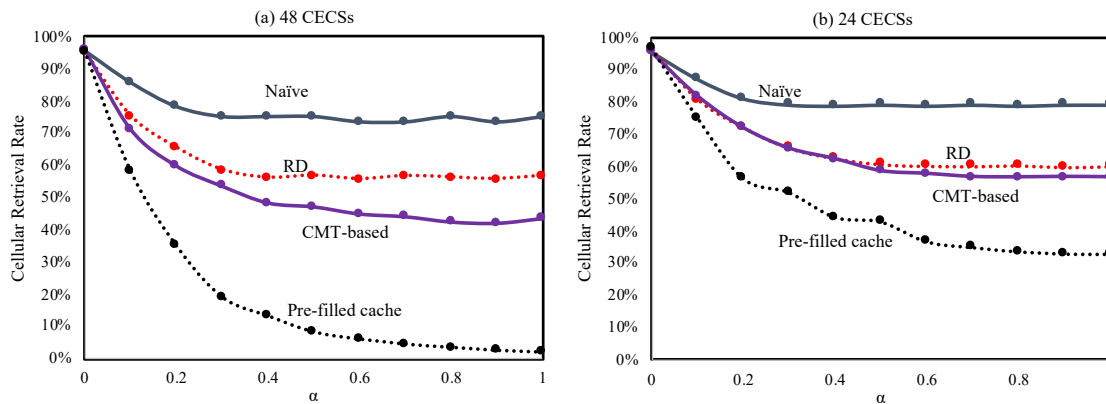 (a) 48 CECSs
Cellular Retrieval Rate
100%
90%
80%
70%
60%
50%
40%
30%
20%
10%
0%
Naïve
RD
CMT-based
Pre-filled cache
0
0.2
0.4
0.6
0.8
1
α
(b) 24 CECSs
Cellular Retrieval Rate
100%
90%
80%
70%
60%
50%
40%
30%
20%
10%
0%
Naïve
RD
CMT-based
Pre-filled cache
0
0.2
0.4
0.6
0.8
α